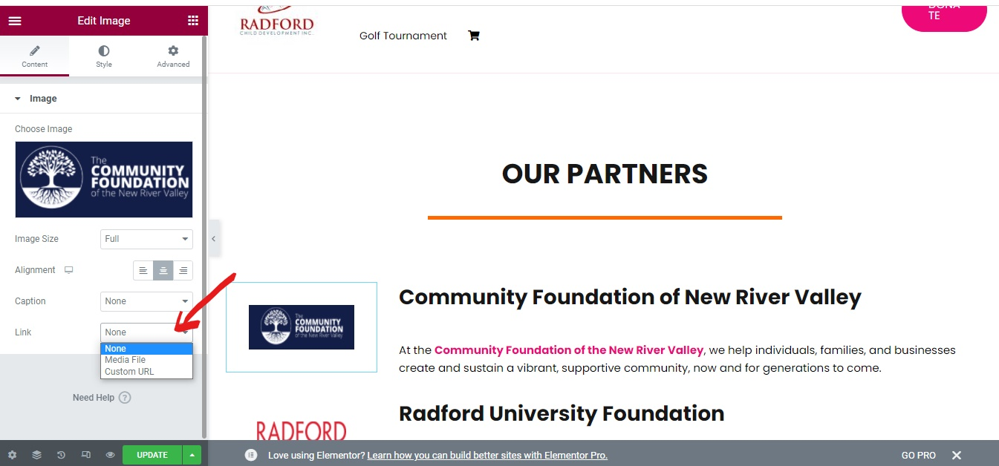 Edit Image
Content
Style
Advanced
Image
Choose Image
The
COMMUNITY
FOUNDATION
of the New River Valley
Image Size
Full
Alignment
Caption
None
Link
None
None
Media File
Custom URL
Need Help ?
UPDATE
RADFORD
CHILD DEVELOPMENT INC.
Golf Tournament
DONA
TE
OUR PARTNERS
The
COMMUNITY
FOUNDATION
of the New River Valley
Community Foundation of New River Valley
At the Community Foundation of the New River Valley, we help individuals, families, and businesses
create and sustain a vibrant, supportive community, now and for generations to come.
RADFORD
Radford University Foundation
Love using Elementor? Learn how you can build better sites with Elementor Pro.
GO PRO